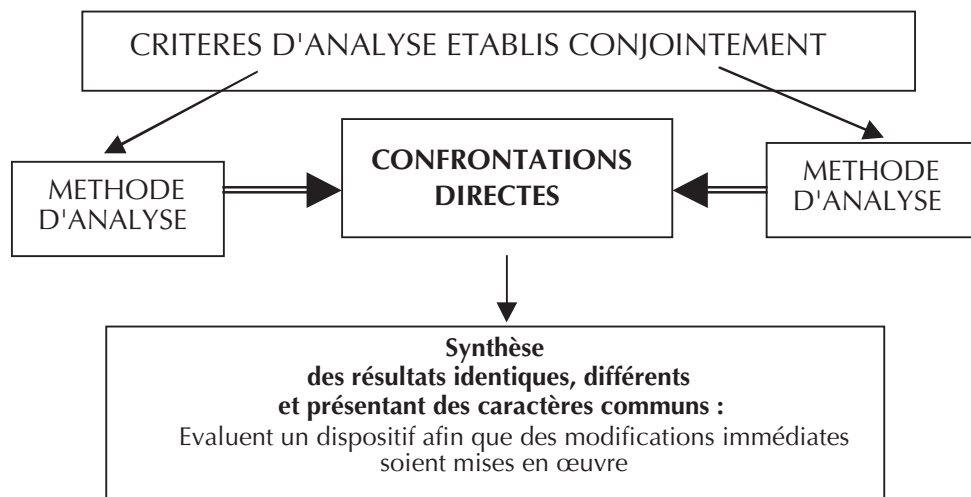 CRITERES D'ANALYSE ETABLIS CONJOINTEMENT
METHODE
D'ANALYSE
CONFRONTATIONS
DIRECTES
METHODE
D'ANALYSE
Synthèse
des résultats identiques, différents
et présentant des caractères communs :
Evaluent un dispositif afin que des modifications immédiates
soient mises en œuvre